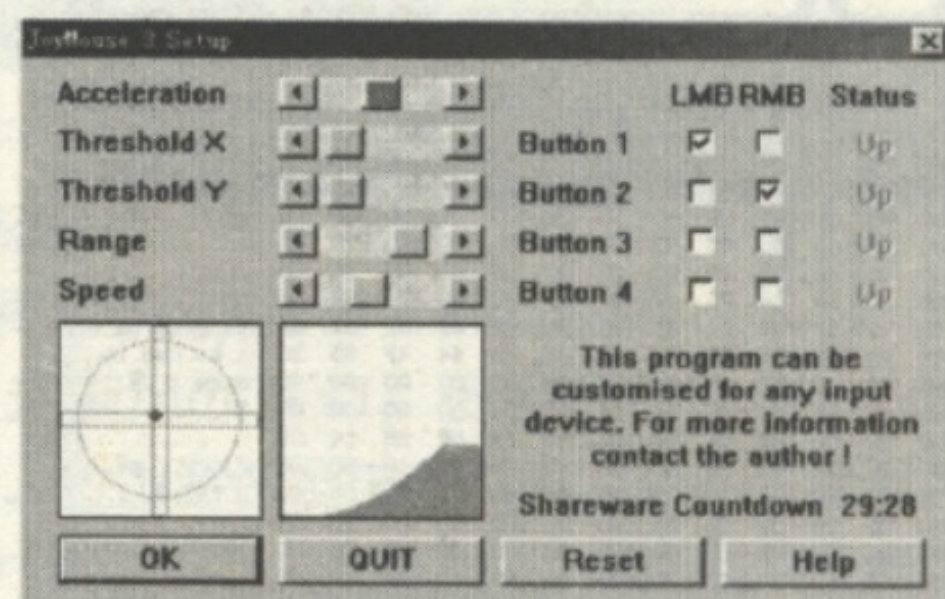 JoyMouse 3 Setup
Acceleration
Threshold X
Threshold Y
Range
Speed
LMB RMB Status
Button 1 Up
Button 2 Up
Button 3 Up
Button 4 Up
This program can be
customised for any input
device. For more information
contact the author !
Shareware Countdown 29:28
OK QUIT Reset Help